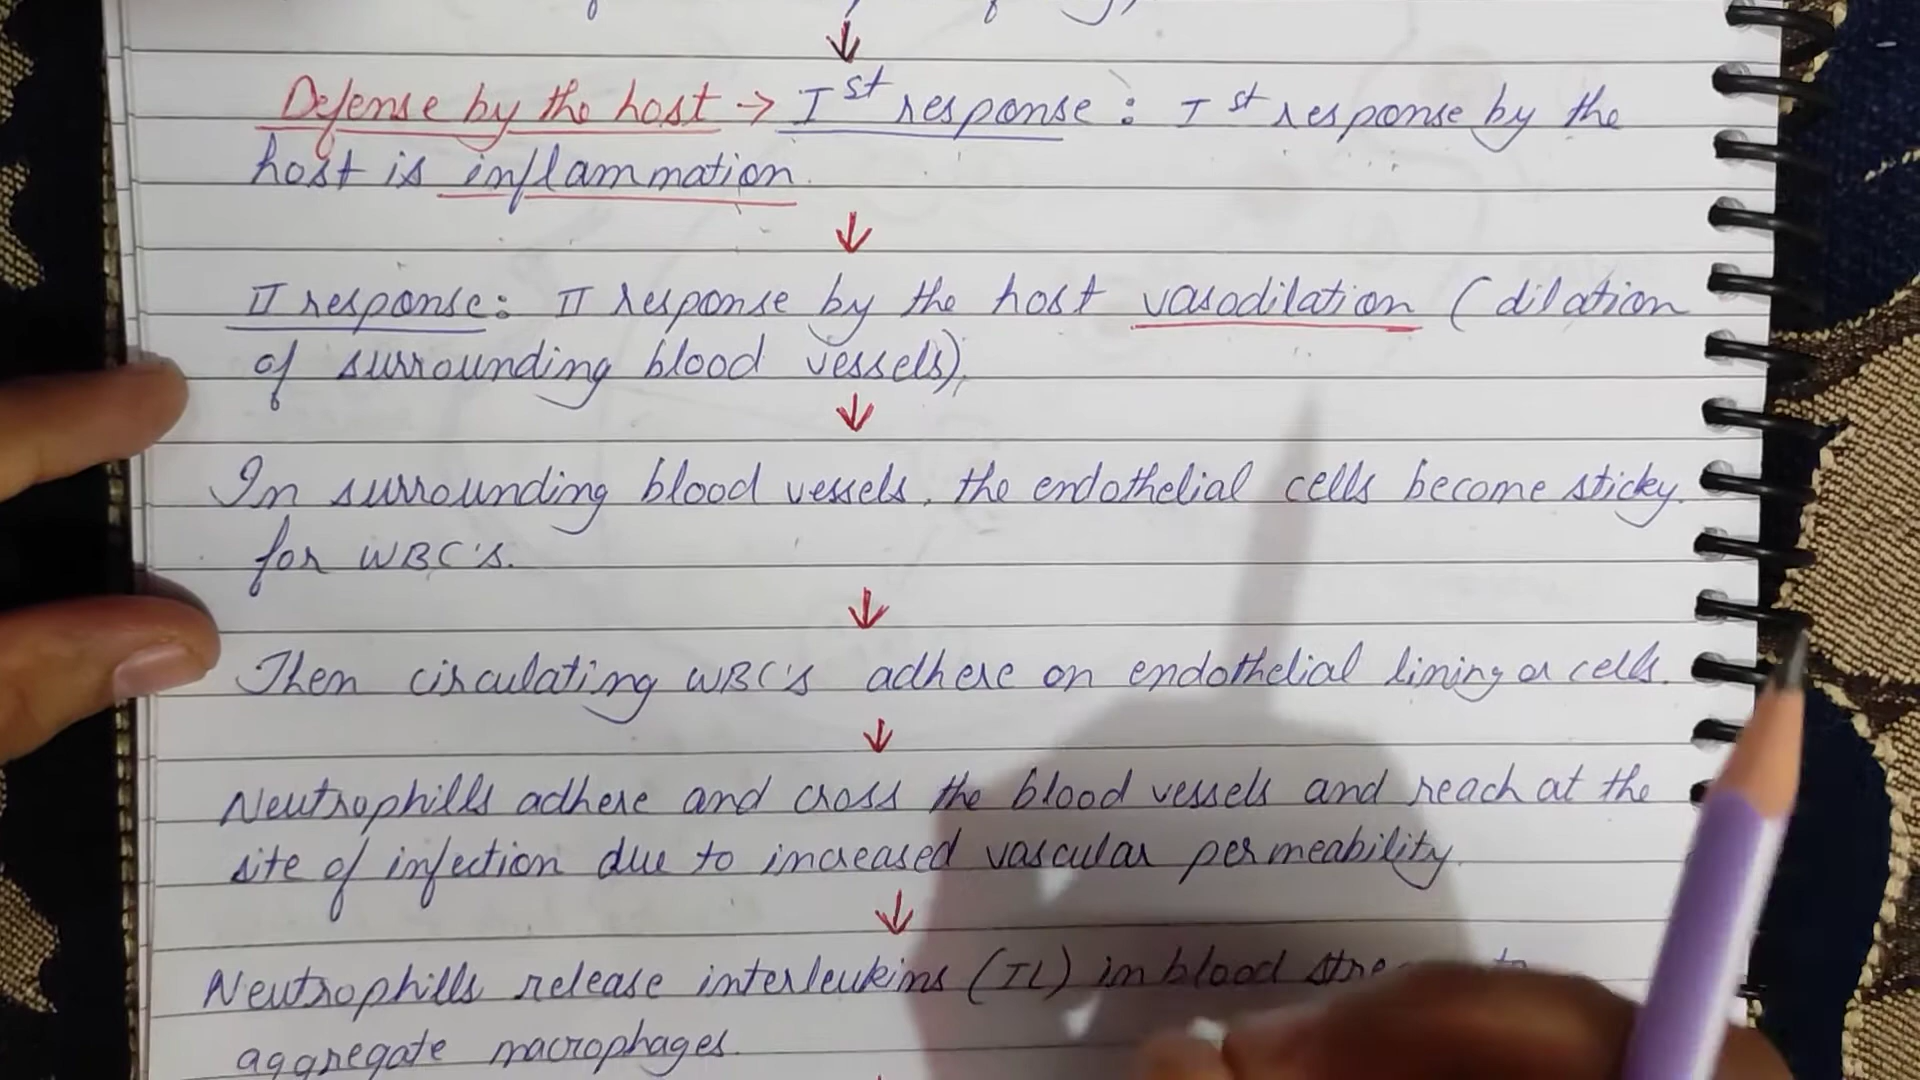 Defense by the host → Ist response : Ist response by the
host is inflammation.
II response: II response by the host vasodilation (dilation
of surrounding blood vessels).
In surrounding blood vessels, the endothelial cells become sticky
for WBC's.
Then circulating WBC's adhere on endothelial lining or cells.
Neutrophills adhere and cross the blood vessels and reach at the
site of infection due to increased vascular permeability.
Neutrophills release interleukins (IL) in blood to
aggregate macrophages.